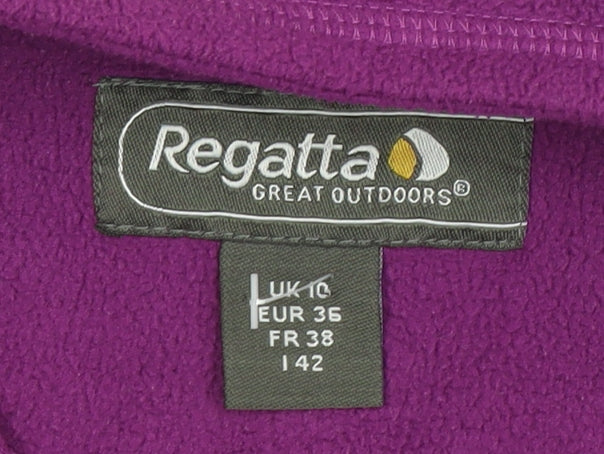 Regatta
GREAT OUTDOORS®
UK 10
EUR 36
FR 38
I 42